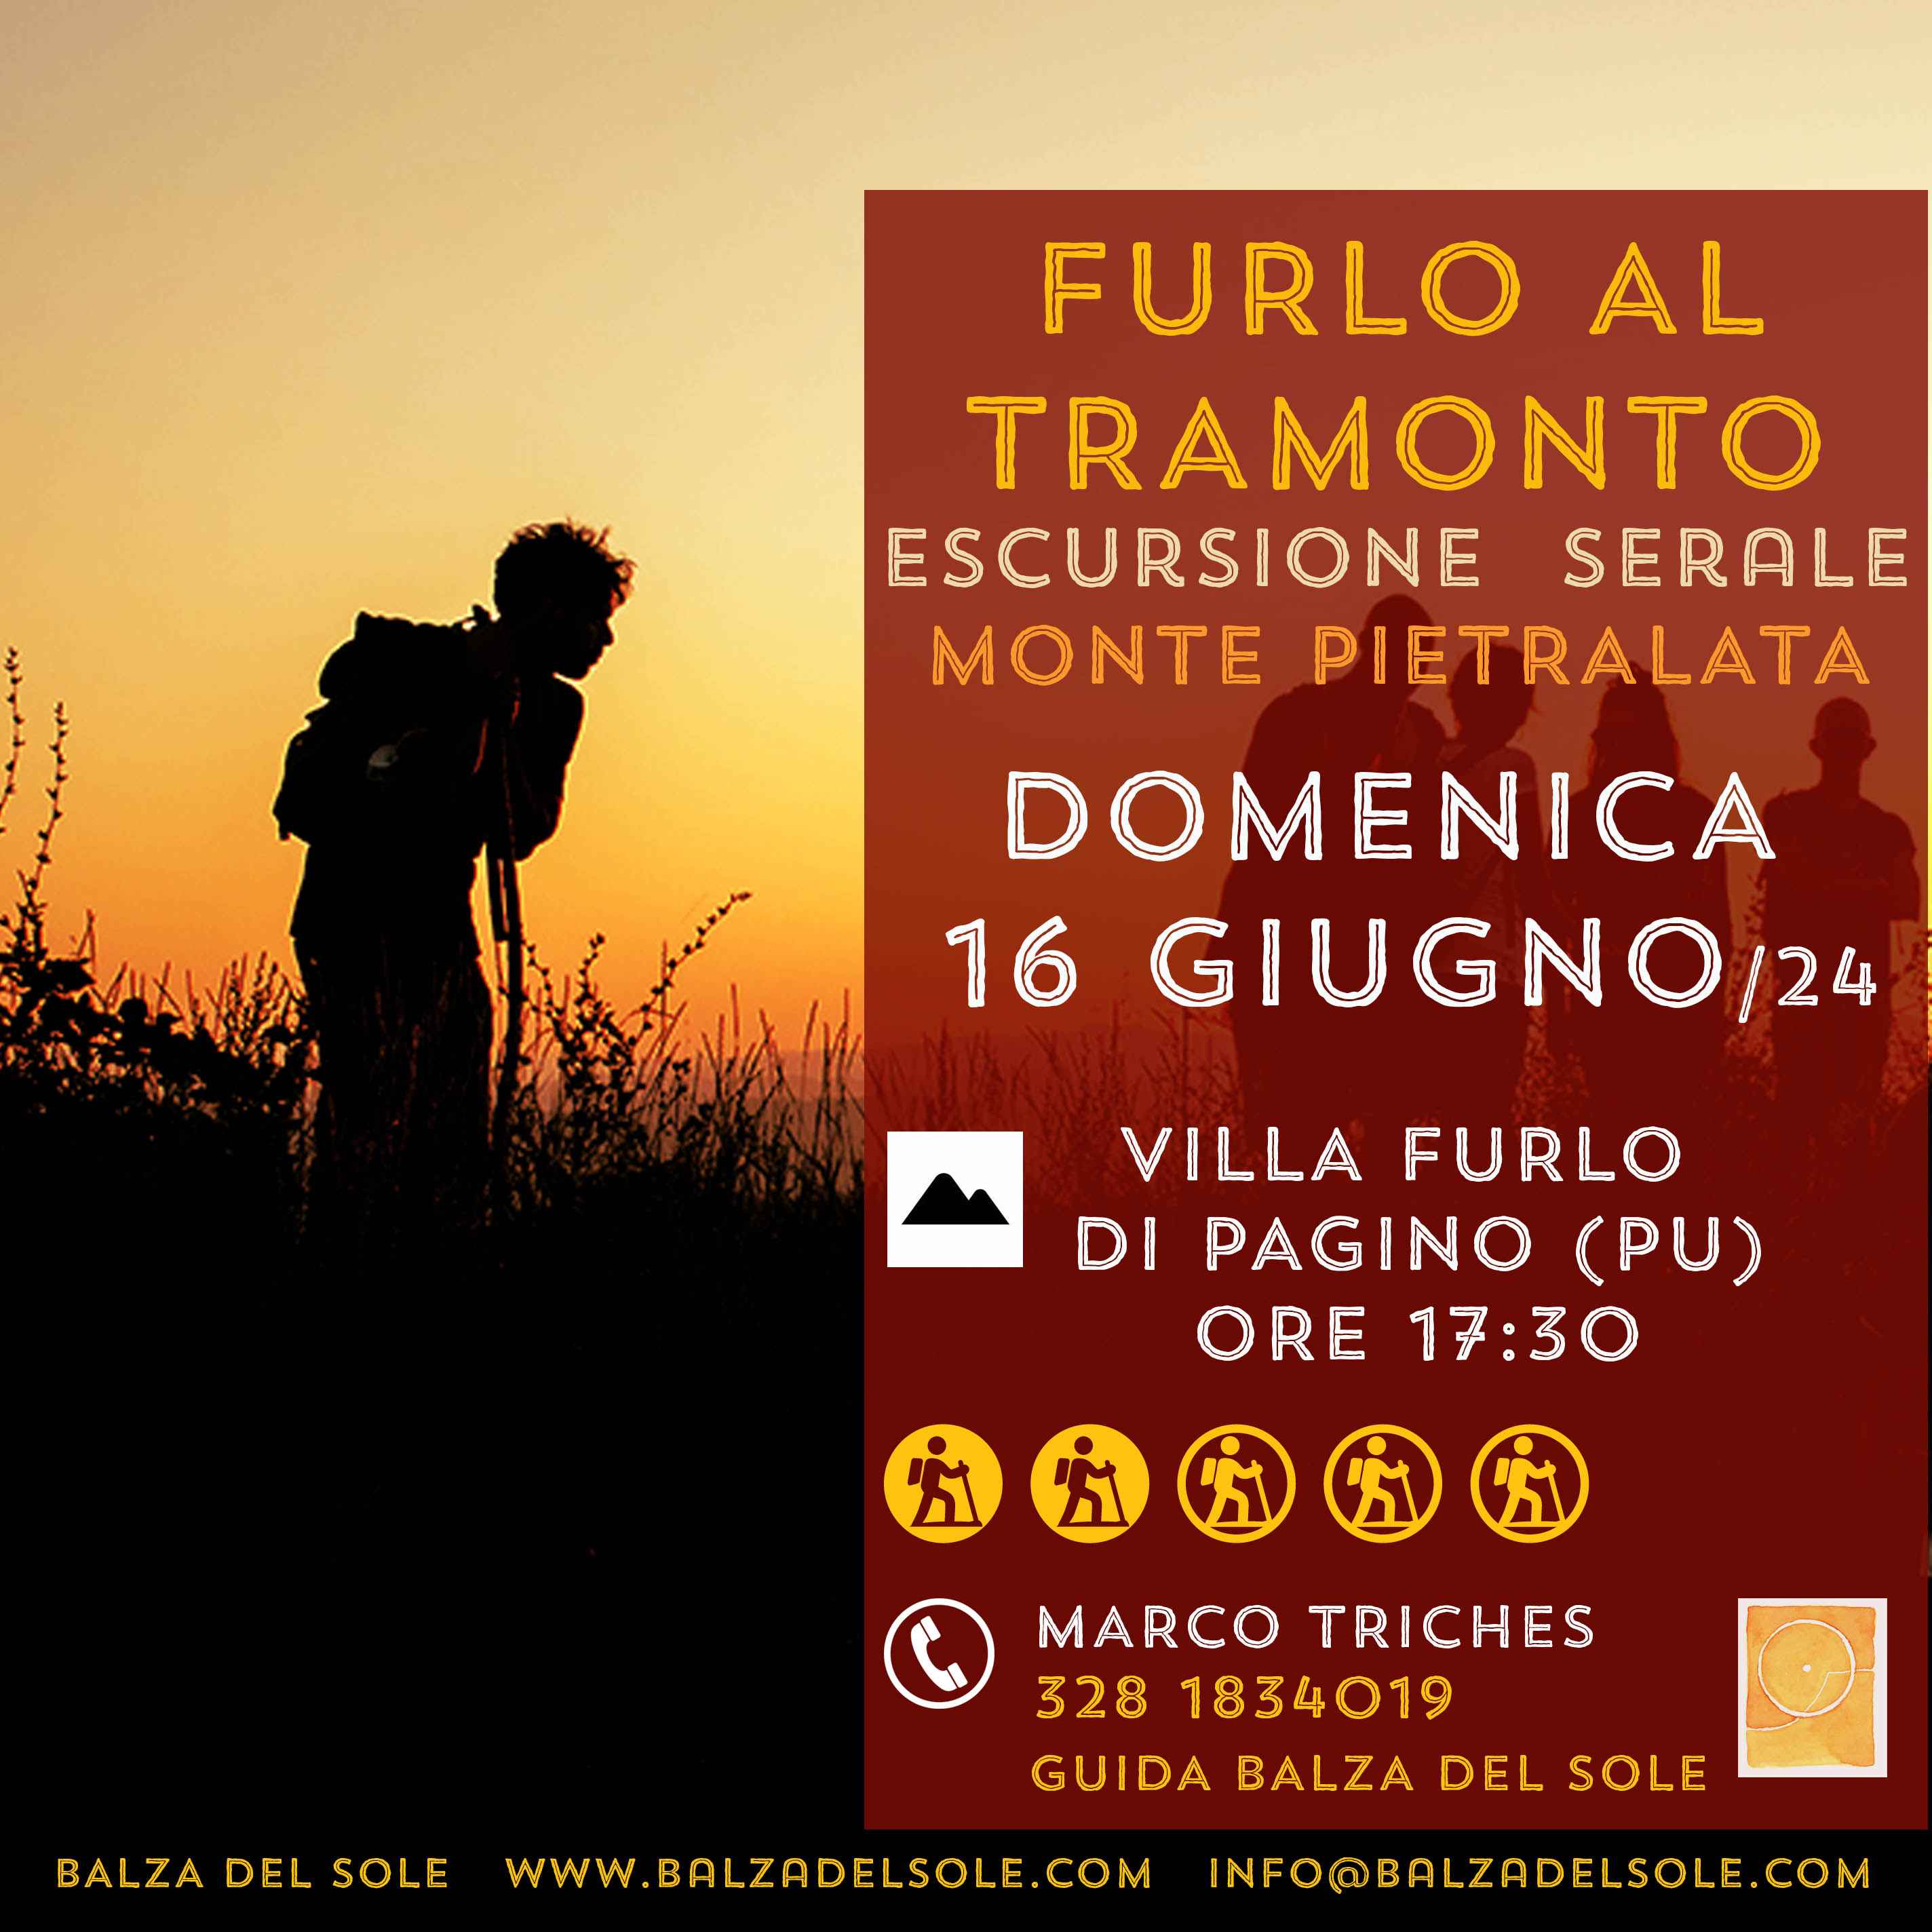 FURLO AL
TRAMONTO
ESCURSIONE SERALE
MONTE PIETRALATA
DOMENICA
16 GIUGNO/24
VILLA FURLO
DI PAGINO (PU)
ORE 17:30
MARCO TRICHES
328 1834019
GUIDA BALZA DEL SOLE
BALZA DEL SOLE WWW.BALZADELSOLE.COM INFO@BALZADELSOLE.COM